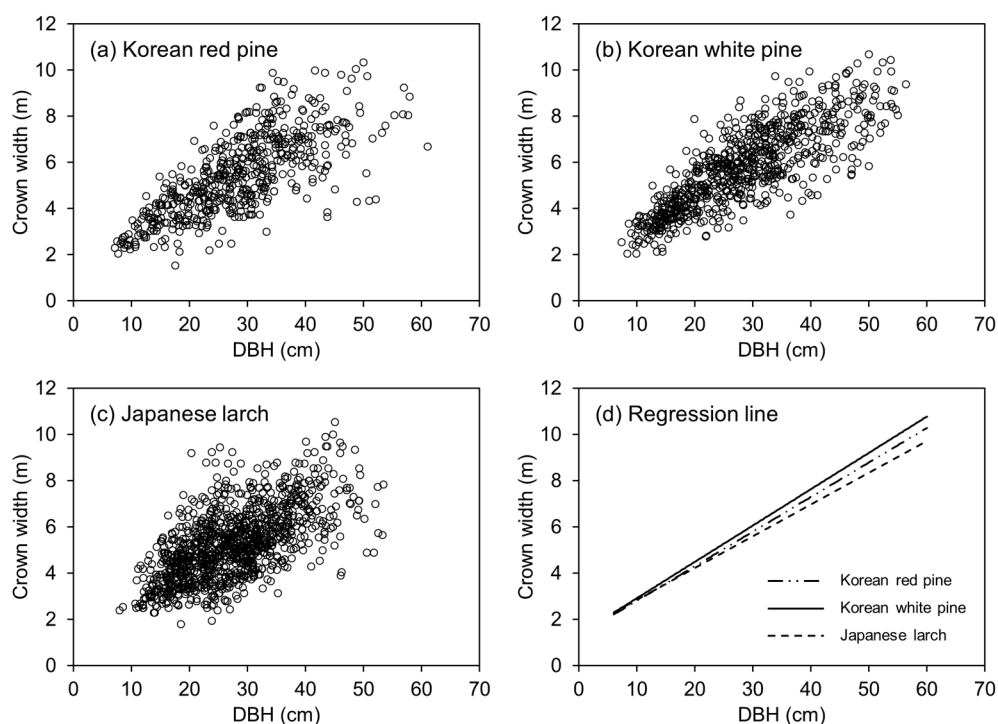 (a) Korean red pine
Crown width (m)
12
10
8
6
4
2
0
0 10 20 30 40 50 60 70
DBH (cm)
(b) Korean white pine
Crown width (m)
12
10
8
6
4
2
0
0 10 20 30 40 50 60 70
DBH (cm)
(c) Japanese larch
Crown width (m)
12
10
8
6
4
2
0
0 10 20 30 40 50 60 70
DBH (cm)
(d) Regression line
Crown width (m)
12
10
8
6
4
2
0
Korean red pine
Korean white pine
Japanese larch
0 10 20 30 40 50 60 70
DBH (cm)